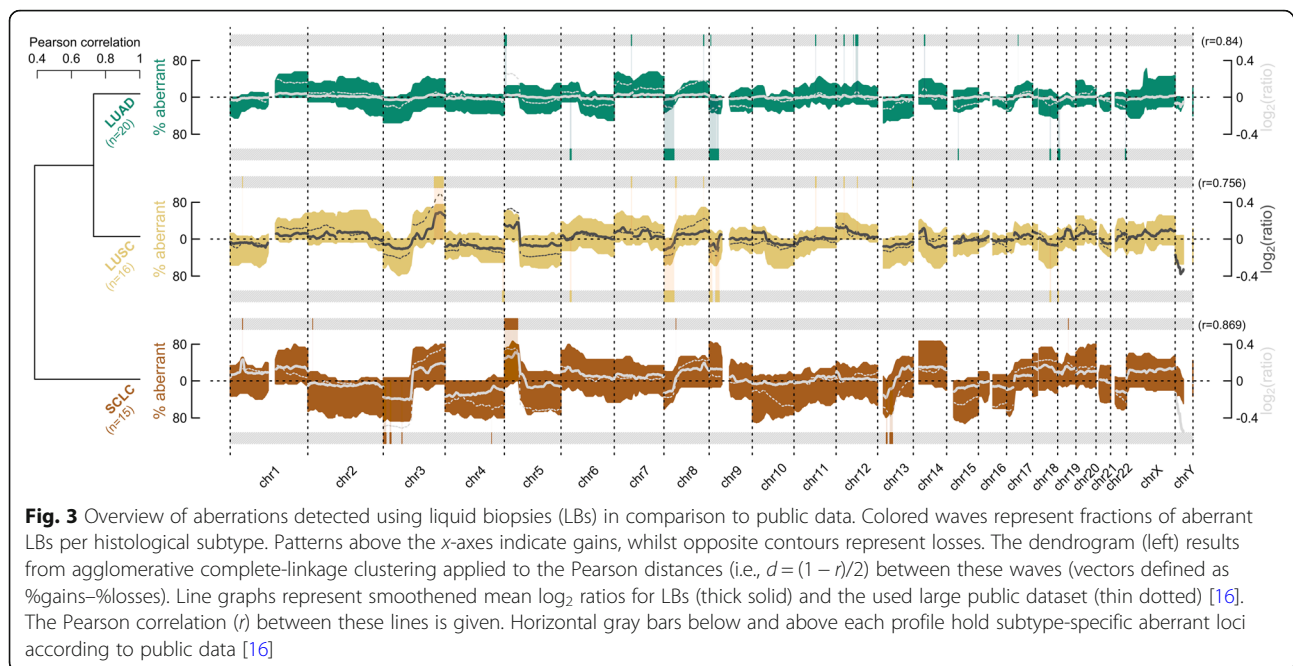 Pearson correlation
0.4 0.6 0.8 1
LUAD
(n=20)
% aberrant
80
0
80
(r=0.84)
0.4
0
-0.4
log2(ratio)
LUSC
(n=16)
% aberrant
80
0
80
(r=0.756)
0.4
0
-0.4
log2(ratio)
SCLC
(n=15)
% aberrant
80
0
80
(r=0.869)
0.4
0
-0.4
log2(ratio)
chr1 chr2 chr3 chr4 chr5 chr6 chr7 chr8 chr9 chr10 chr11 chr12 chr13 chr14 chr15 chr16 chr17 chr18 chr19 chr20 chr21 chr22 chrX chrY
Fig. 3 Overview of aberrations detected using liquid biopsies (LBs) in comparison to public data. Colored waves represent fractions of aberrant
LBs per histological subtype. Patterns above the x-axes indicate gains, whilst opposite contours represent losses. The dendrogram (left) results
from agglomerative complete-linkage clustering applied to the Pearson distances (i.e., d = (1 − r)/2) between these waves (vectors defined as
%gains–%losses). Line graphs represent smoothened mean log2 ratios for LBs (thick solid) and the used large public dataset (thin dotted) [16].
The Pearson correlation (r) between these lines is given. Horizontal gray bars below and above each profile hold subtype-specific aberrant loci
according to public data [16]